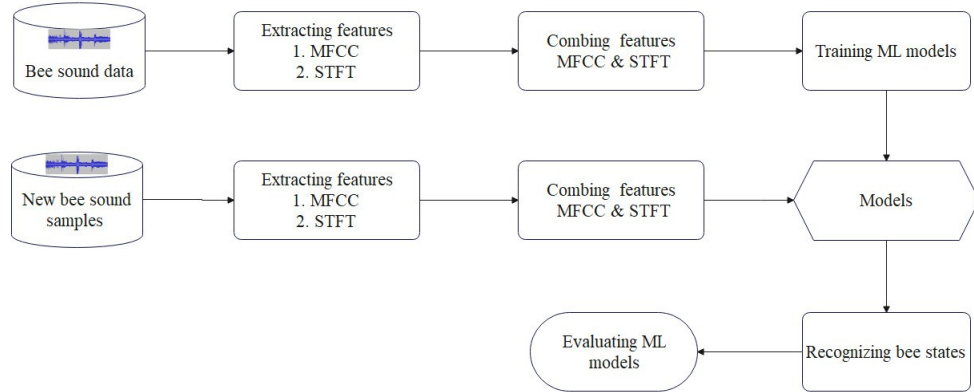 Bee sound data
Extracting features
1. MFCC
2. STFT
Combing features
MFCC & STFT
Training ML models
New bee sound
samples
Extracting features
1. MFCC
2. STFT
Combing features
MFCC & STFT
Models
Evaluating ML
models
Recognizing bee states